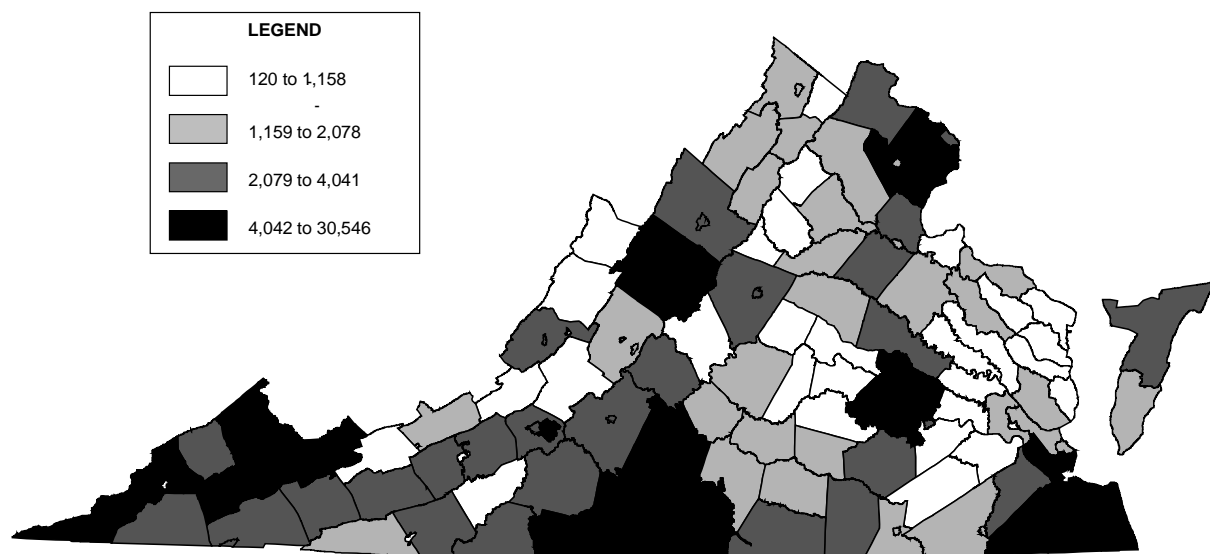 LEGEND
120 to 1,158
-
1,159 to 2,078
2,079 to 4,041
4,042 to 30,546